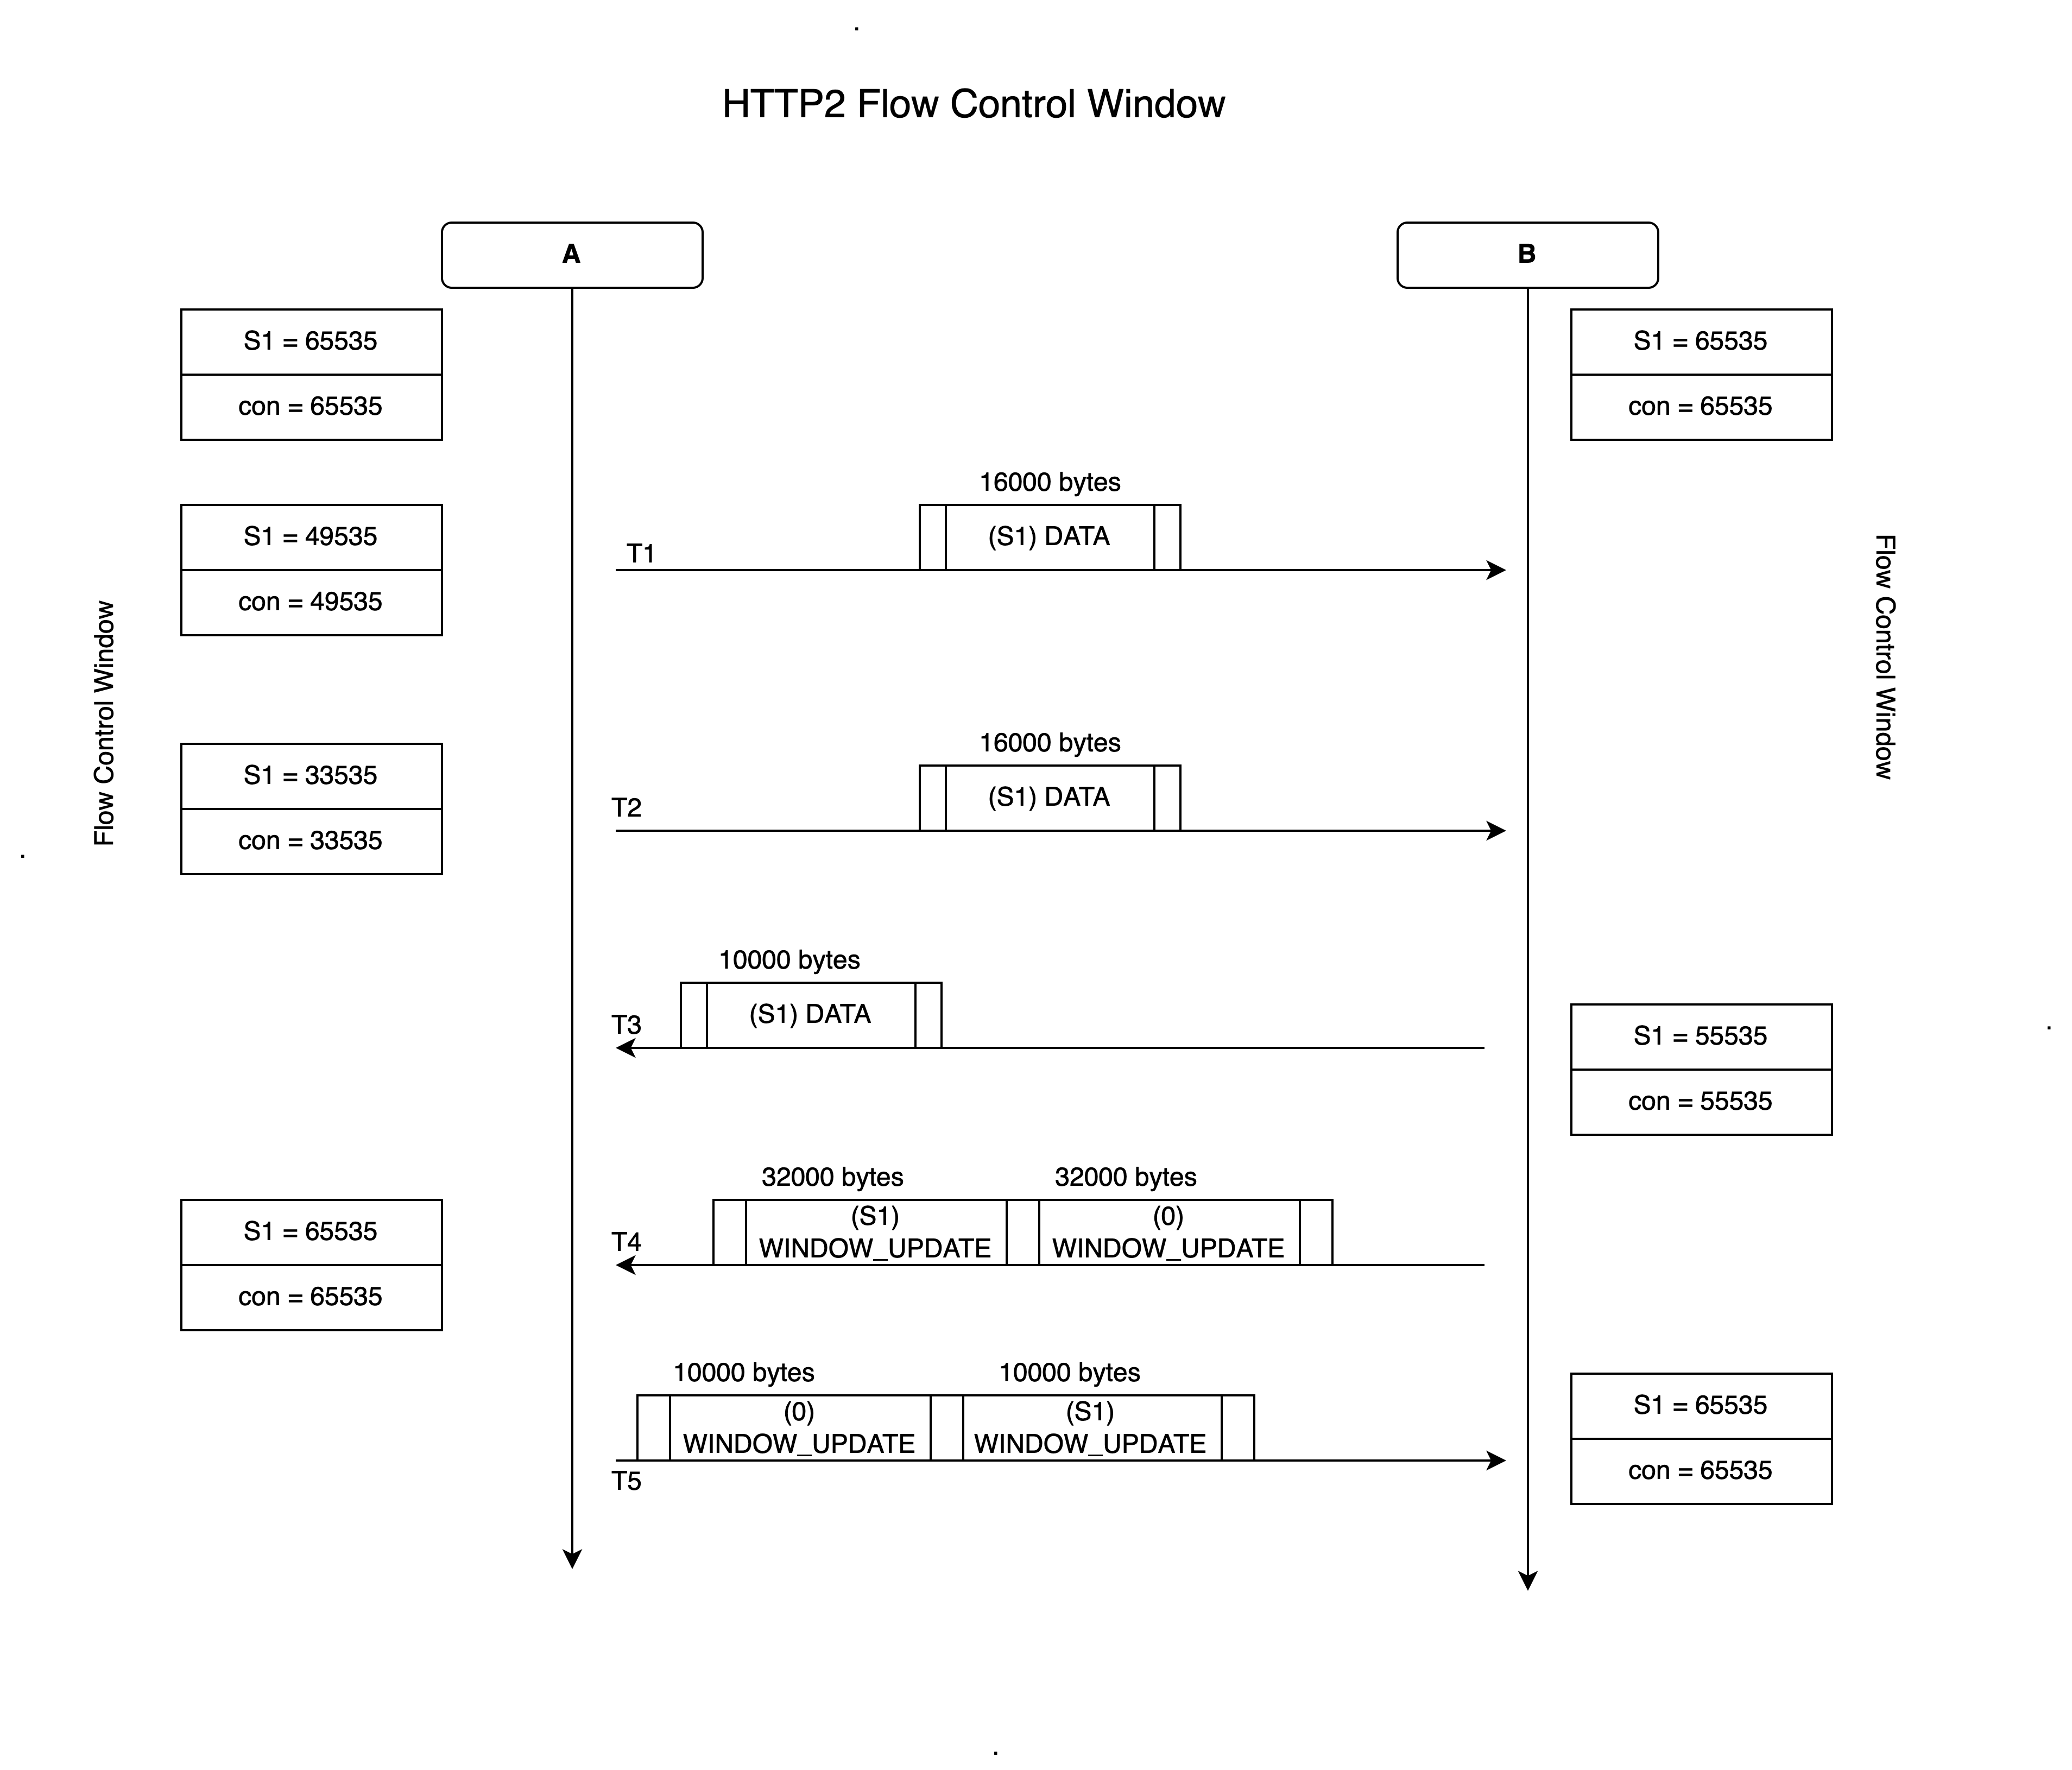 HTTP2 Flow Control Window
A
B
S1 = 65535
con = 65535
S1 = 65535
con = 65535
16000 bytes
(S1) DATA
T1
S1 = 49535
con = 49535
Flow Control Window
Flow Control Window
16000 bytes
(S1) DATA
T2
S1 = 33535
con = 33535
10000 bytes
(S1) DATA
T3
S1 = 55535
con = 55535
32000 bytes
32000 bytes
(S1)
WINDOW_UPDATE
(0)
WINDOW_UPDATE
T4
S1 = 65535
con = 65535
10000 bytes
10000 bytes
(0)
WINDOW_UPDATE
(S1)
WINDOW_UPDATE
T5
S1 = 65535
con = 65535